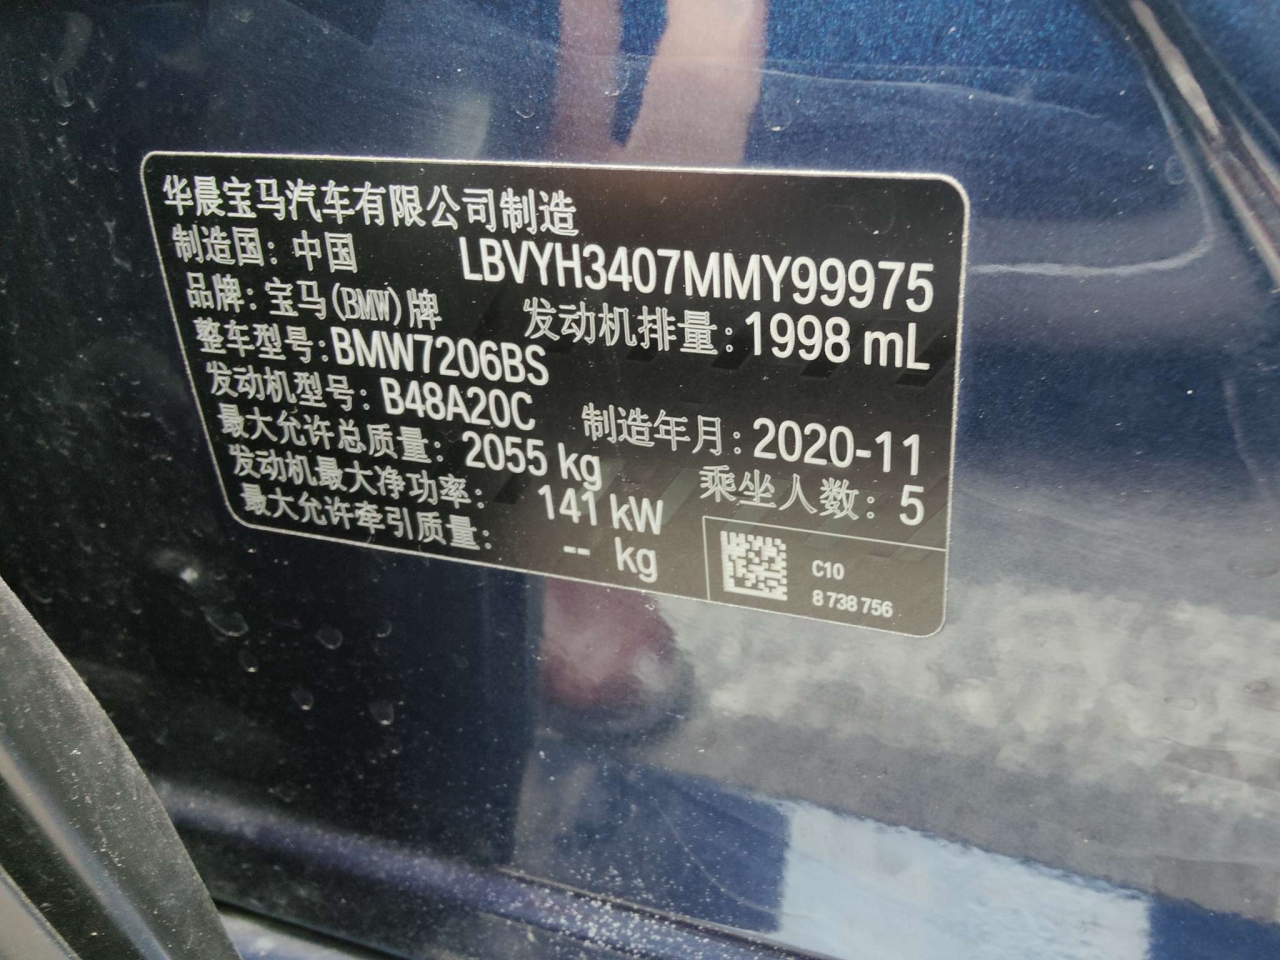 华晨宝马汽车有限公司制造
制造国：中国
LBVYH3407MMY99975
品牌：宝马(BMW)牌
发动机排量：1998 mL
整车型号：BMW7206BS
发动机型号：B48A20C
制造年月：2020-11
最大允许总质量：2055 kg
乘坐人数：5
发动机最大净功率：141 kW
最大允许牵引质量：-- kg
C10
8 738 756